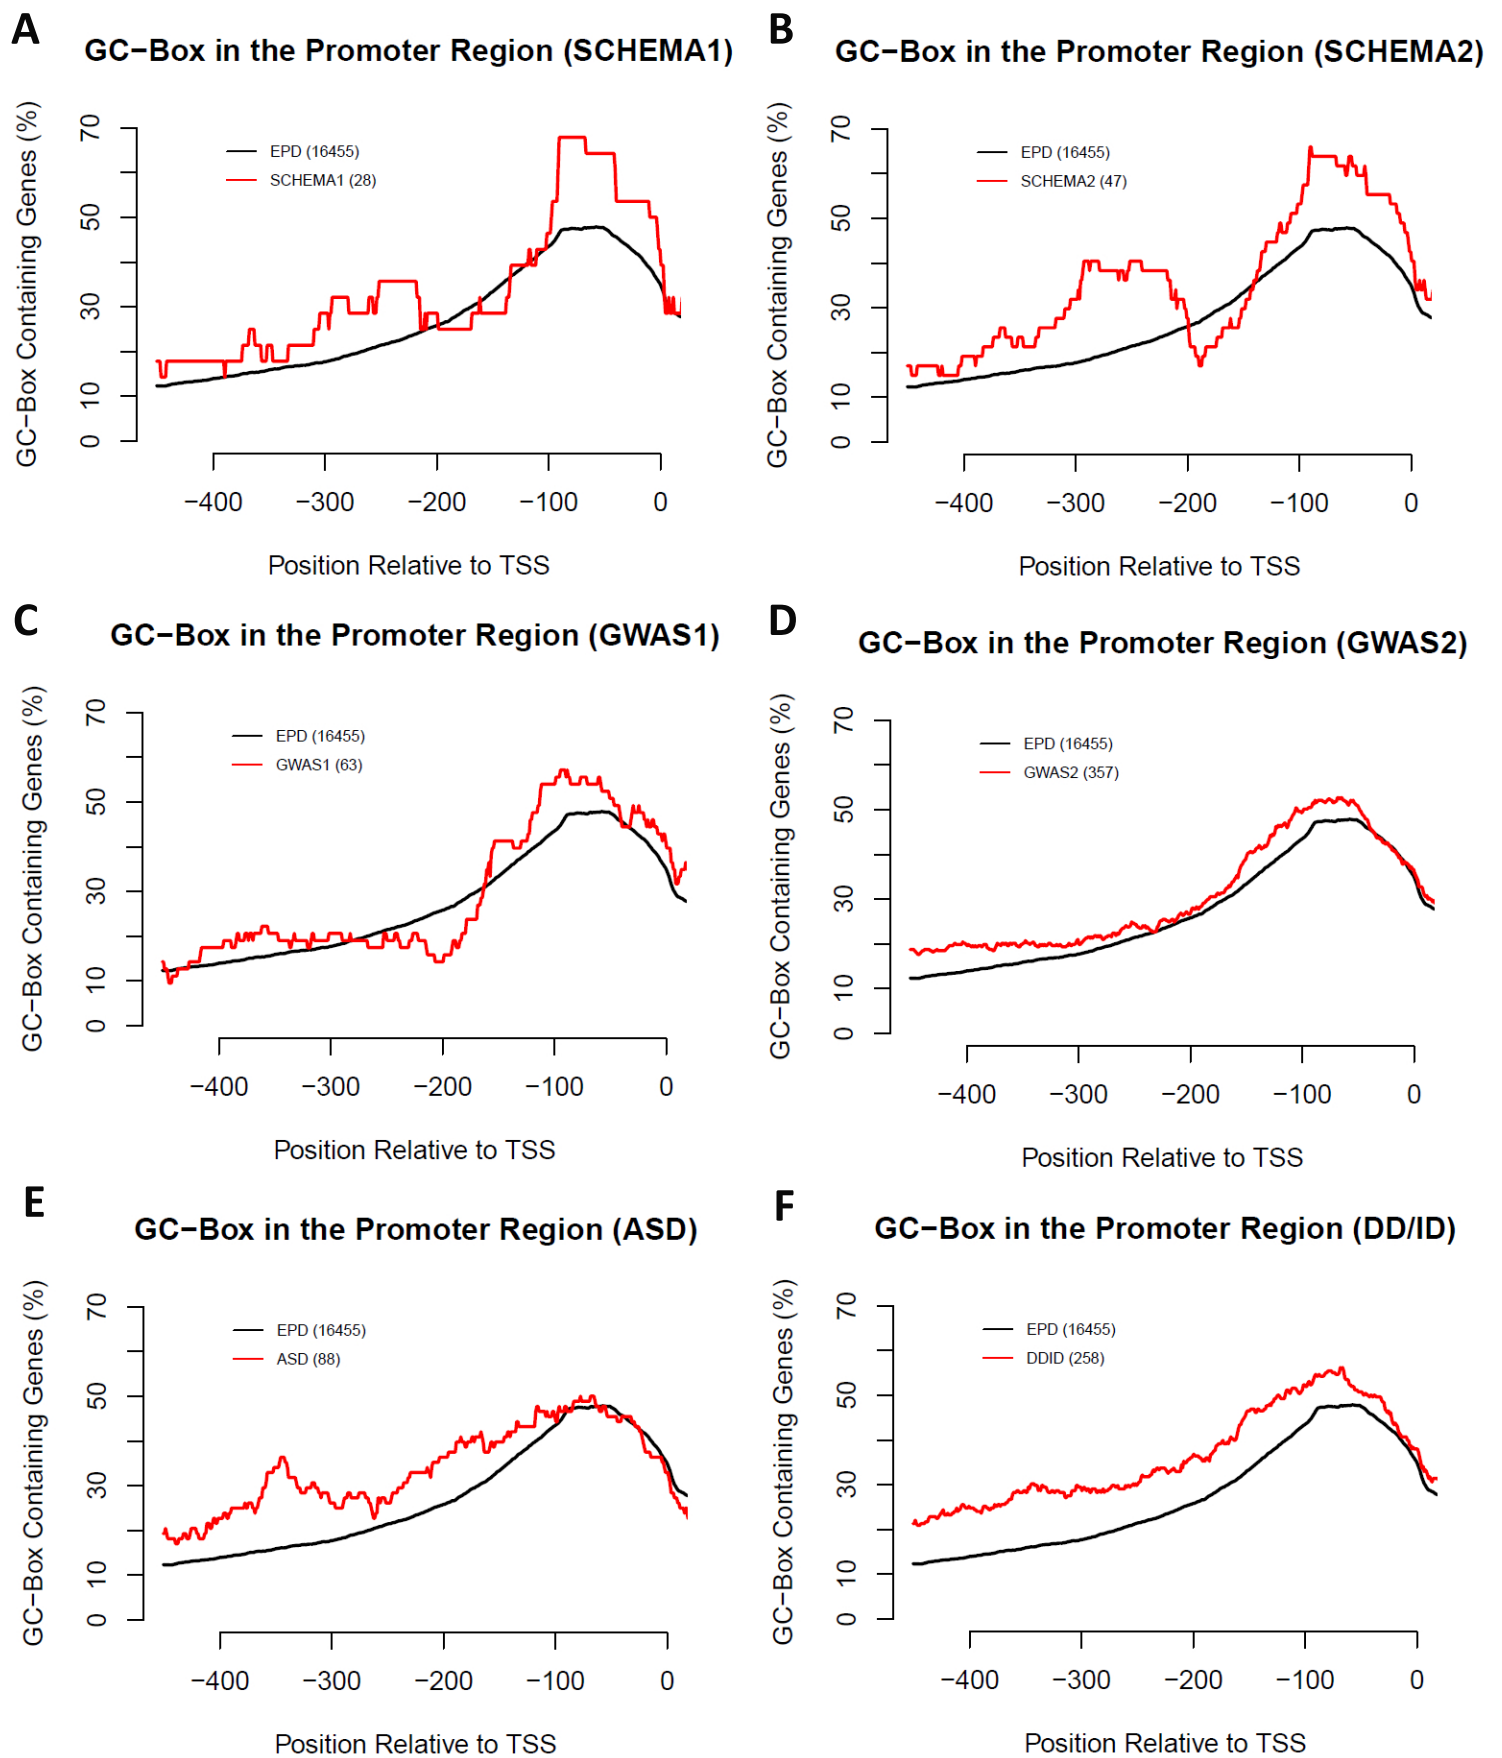 A
GC−Box in the Promoter Region (SCHEMA1)
GC−Box Containing Genes (%)
70
50
30
10
0
EPD (16455)
SCHEMA1 (28)
−400 −300 −200 −100 0
Position Relative to TSS
B
GC−Box in the Promoter Region (SCHEMA2)
GC−Box Containing Genes (%)
70
50
30
10
0
EPD (16455)
SCHEMA2 (47)
−400 −300 −200 −100 0
Position Relative to TSS
C
GC−Box in the Promoter Region (GWAS1)
GC−Box Containing Genes (%)
70
50
30
10
0
EPD (16455)
GWAS1 (63)
−400 −300 −200 −100 0
Position Relative to TSS
D
GC−Box in the Promoter Region (GWAS2)
GC−Box Containing Genes (%)
70
50
30
10
0
EPD (16455)
GWAS2 (357)
−400 −300 −200 −100 0
Position Relative to TSS
E
GC−Box in the Promoter Region (ASD)
GC−Box Containing Genes (%)
70
50
30
10
0
EPD (16455)
ASD (88)
−400 −300 −200 −100 0
Position Relative to TSS
F
GC−Box in the Promoter Region (DD/ID)
GC−Box Containing Genes (%)
70
50
30
10
0
EPD (16455)
DDID (258)
−400 −300 −200 −100 0
Position Relative to TSS